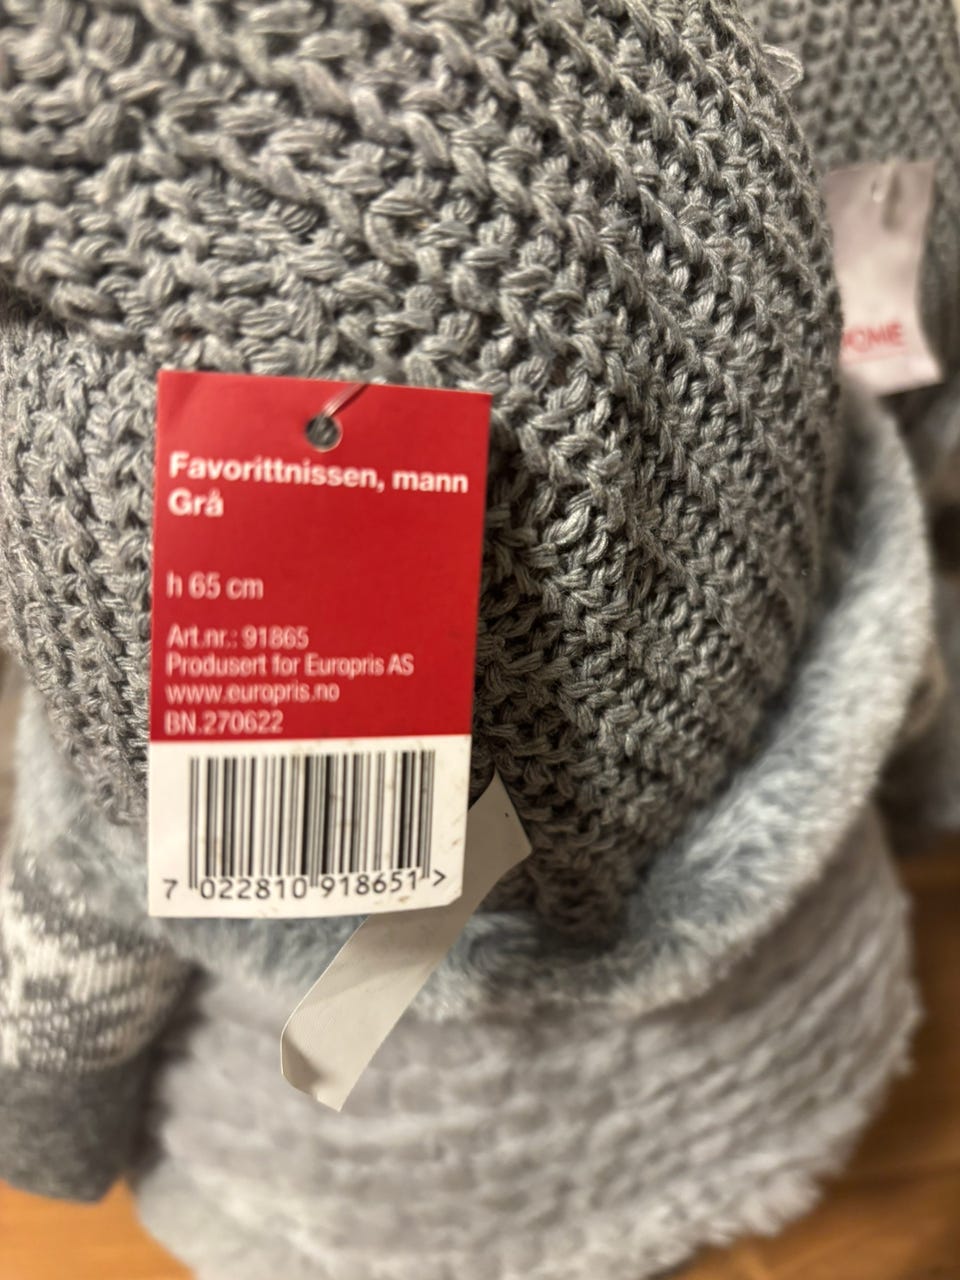 Favorittnissen, mann
Grå
h 65 cm
Art.nr.: 91865
Produsert for Europris AS
www.europris.no
BN.270622
7 022810 918651 >